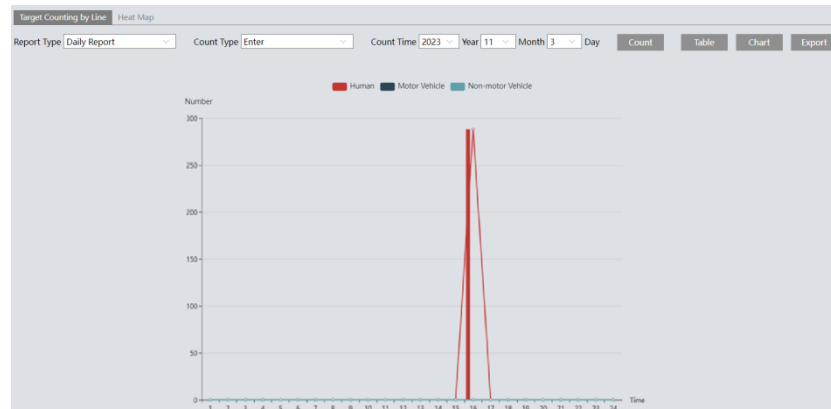 Target Counting by Line Heat Map
Report Type Daily Report Count Type Enter Count Time 2023 Year 11 Month 3 Day Count Table Chart Export
Human Motor Vehicle Non-motor Vehicle
Number
300
250
200
150
100
50
0
Time
1 2 3 4 5 6 7 8 9 10 11 12 13 14 15 16 17 18 19 20 21 22 23 24